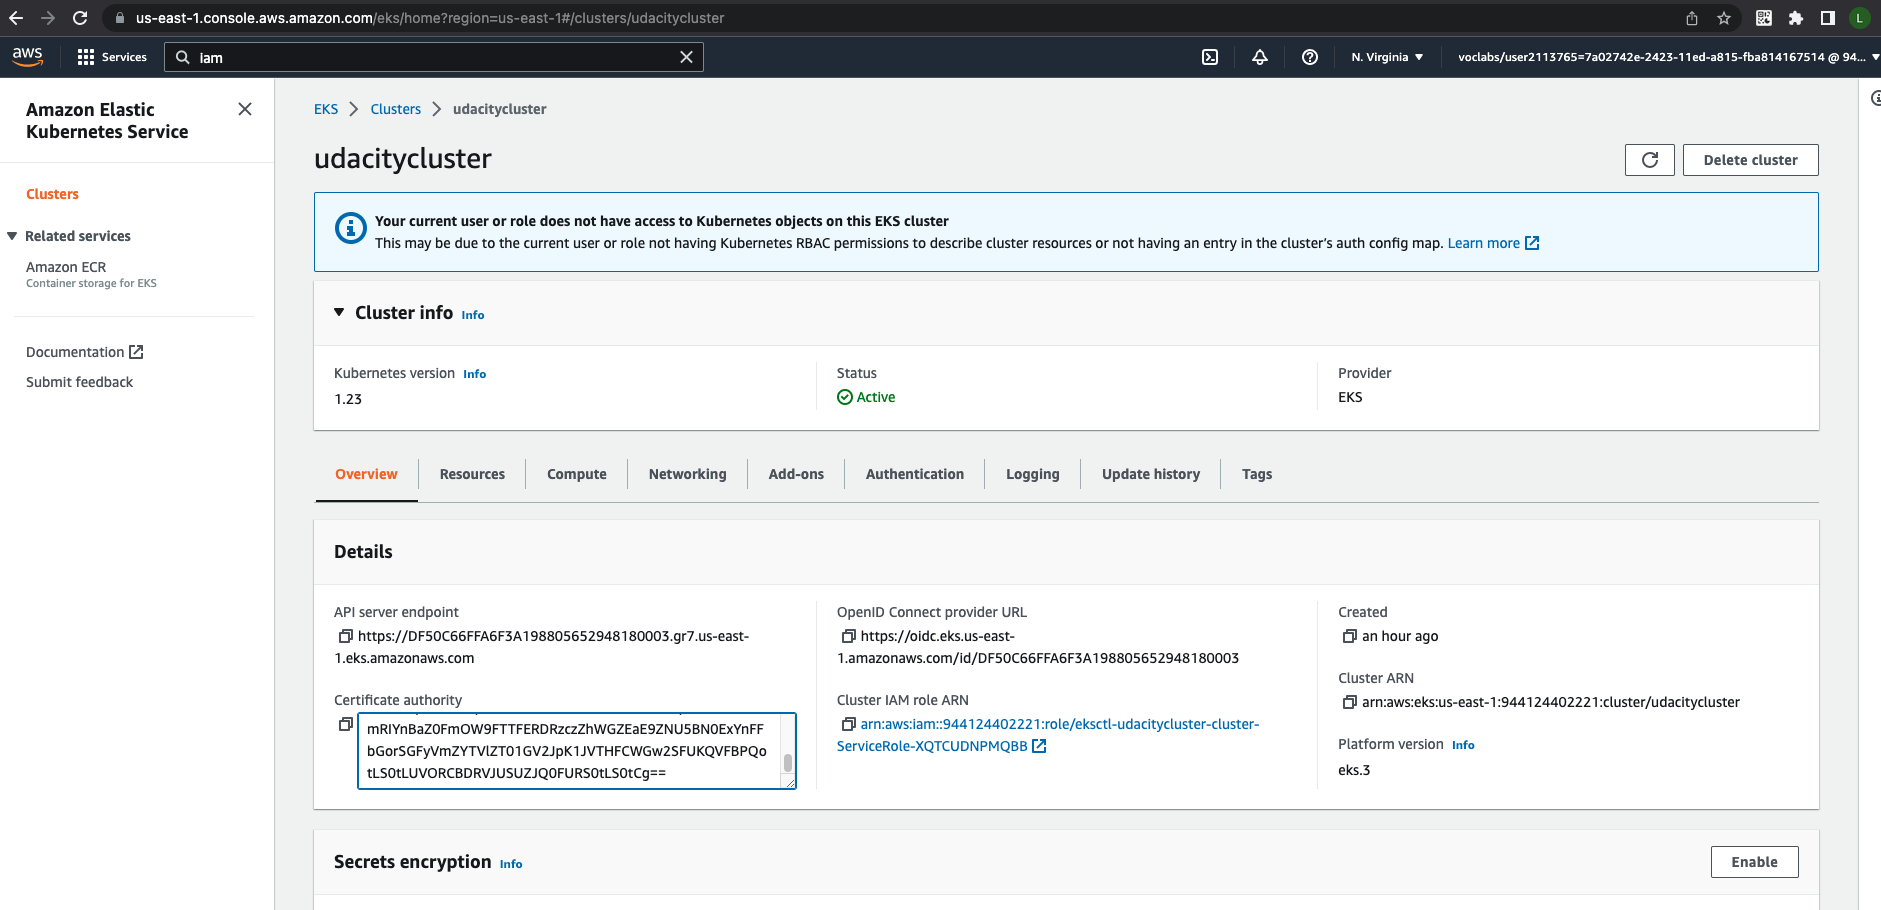 us-east-1.console.aws.amazon.com/eks/home?region=us-east-1#/clusters/udacitycluster
L
aws
Services
iam
N. Virginia
voclabs/user2113765=7a02742e-2423-11ed-a815-fba814167514 @ 94...
Amazon Elastic
Kubernetes Service
Clusters
Related services
Amazon ECR
Container storage for EKS
Documentation
Submit feedback
EKS > Clusters > udacitycluster
udacitycluster
Delete cluster
Your current user or role does not have access to Kubernetes objects on this EKS cluster
This may be due to the current user or role not having Kubernetes RBAC permissions to describe cluster resources or not having an entry in the cluster's auth config map. Learn more
Cluster info Info
Kubernetes version Info
1.23
Status
Active
Provider
EKS
Overview
Resources
Compute
Networking
Add-ons
Authentication
Logging
Update history
Tags
Details
API server endpoint
https://DF50C66FFA6F3A198805652948180003.gr7.us-east-
1.eks.amazonaws.com
Certificate authority
mRIYnBaZ0FmOW9FTTFERDRzczZhWGZEaE9ZNU5BN0ExYnFF
bGorSGFyVmZYTVlZT01GV2JpK1JVTHFCWGw2SFUKQVFBPQo
tLS0tLUVORCBDRVJUSUZJQ0FURS0tLS0tCg==
OpenID Connect provider URL
https://oidc.eks.us-east-
1.amazonaws.com/id/DF50C66FFA6F3A198805652948180003
Cluster IAM role ARN
arn:aws:iam::944124402221:role/eksctl-udacitycluster-cluster-
ServiceRole-XQTCUDNPMQBB
Created
an hour ago
Cluster ARN
arn:aws:eks:us-east-1:944124402221:cluster/udacitycluster
Platform version Info
eks.3
Secrets encryption Info
Enable